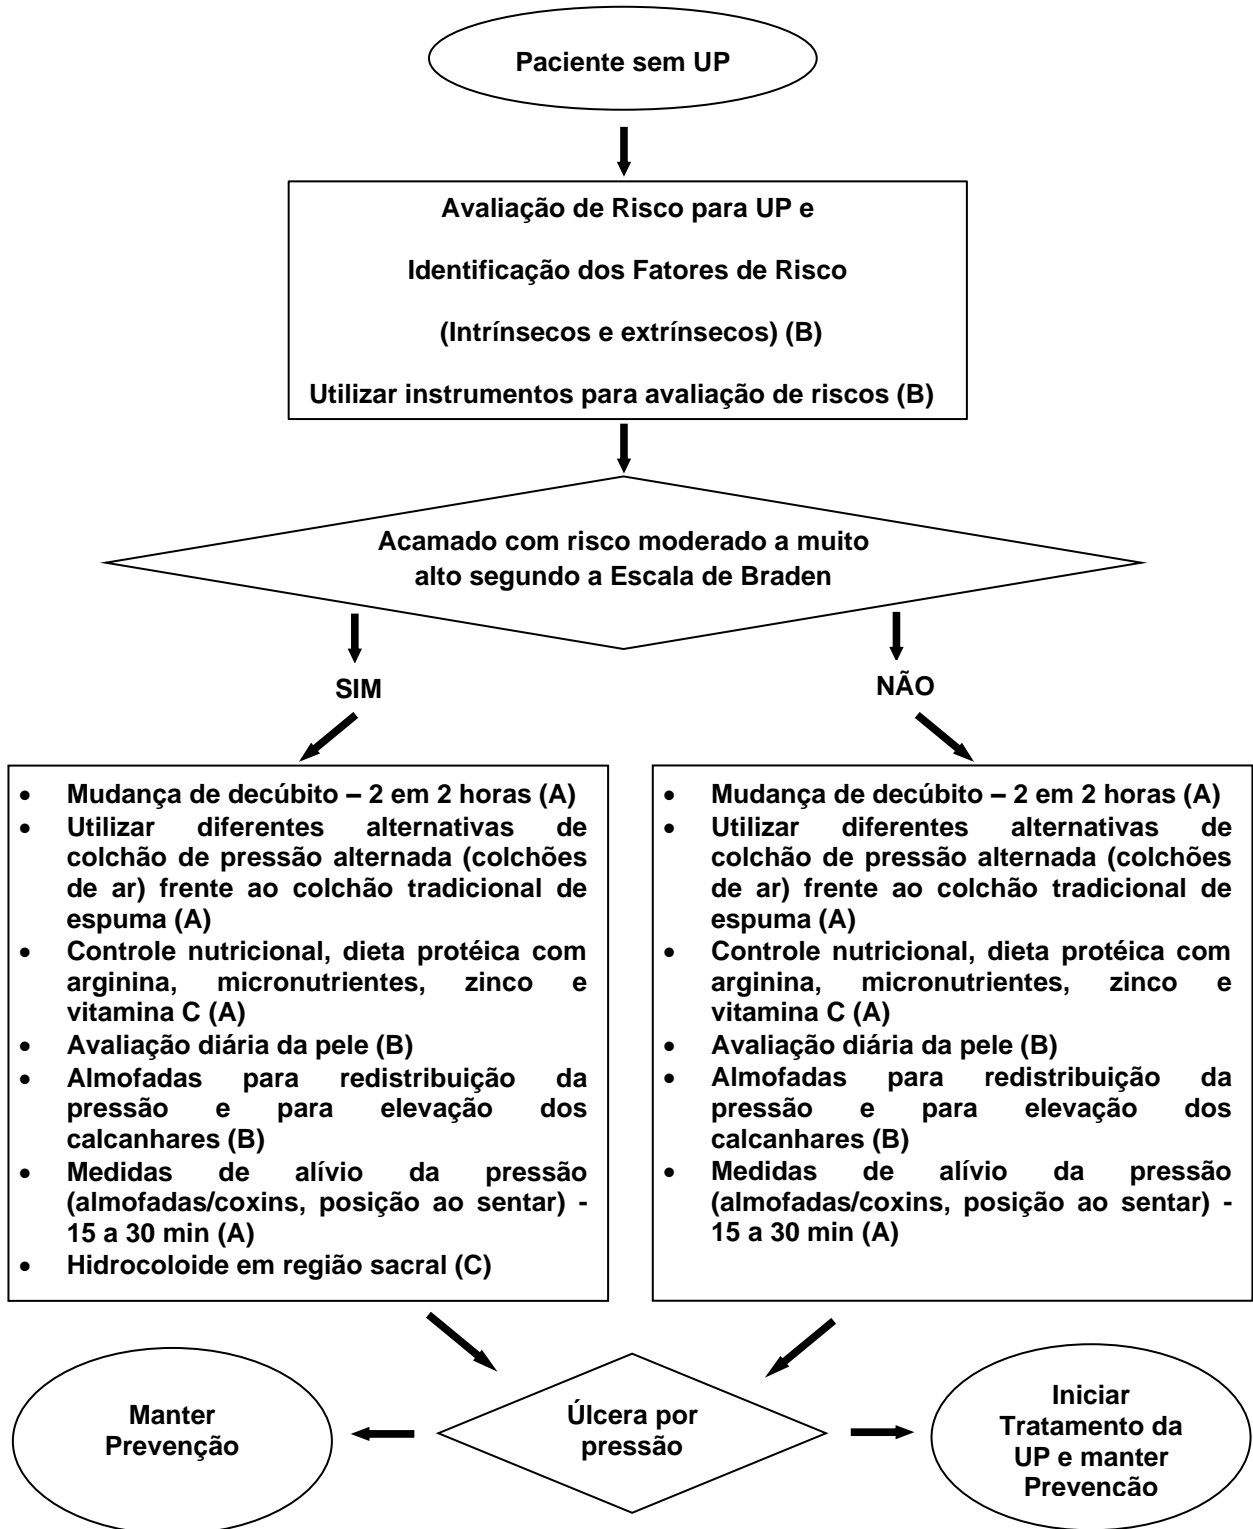 Paciente sem UP
Avaliação de Risco para UP e
Identificação dos Fatores de Risco
(Intrínsecos e extrínsecos) (B)
Utilizar instrumentos para avaliação de riscos (B)
Acamado com risco moderado a muito
alto segundo a Escala de Braden
SIM
NÃO
• Mudança de decúbito – 2 em 2 horas (A)
• Utilizar diferentes alternativas de
colchão de pressão alternada (colchões
de ar) frente ao colchão tradicional de
espuma (A)
• Controle nutricional, dieta protéica com
arginina, micronutrientes, zinco e
vitamina C (A)
• Avaliação diária da pele (B)
• Almofadas para redistribuição da
pressão e para elevação dos
calcanhares (B)
• Medidas de alívio da pressão
(almofadas/coxins, posição ao sentar) -
15 a 30 min (A)
• Hidrocoloide em região sacral (C)
• Mudança de decúbito – 2 em 2 horas (A)
• Utilizar diferentes alternativas de
colchão de pressão alternada (colchões
de ar) frente ao colchão tradicional de
espuma (A)
• Controle nutricional, dieta protéica com
arginina, micronutrientes, zinco e
vitamina C (A)
• Avaliação diária da pele (B)
• Almofadas para redistribuição da
pressão e para elevação dos
calcanhares (B)
• Medidas de alívio da pressão
(almofadas/coxins, posição ao sentar) -
15 a 30 min (A)
Manter
Prevenção
Úlcera por
pressão
Iniciar
Tratamento da
UP e manter
Prevenção